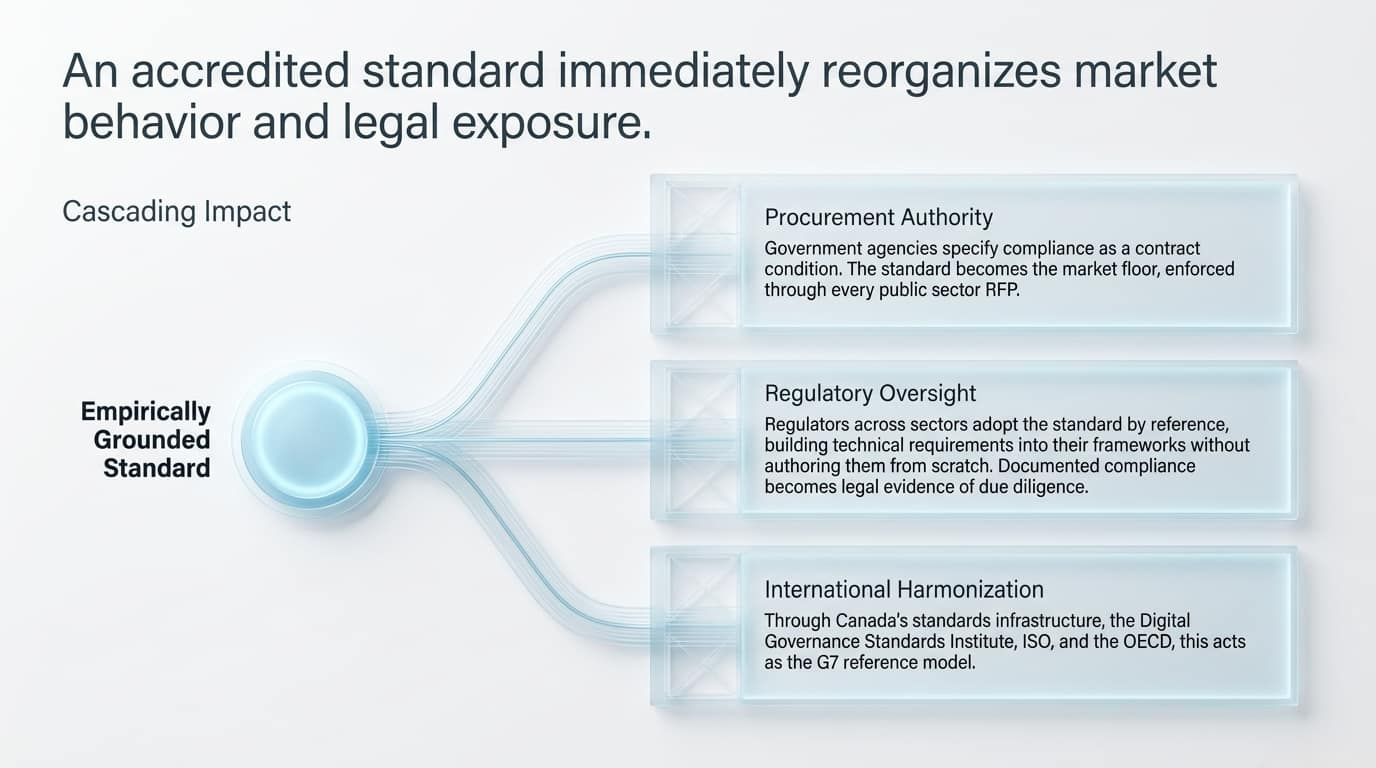 An accredited standard immediately reorganizes market
behavior and legal exposure.
Cascading Impact
Empirically
Grounded
Standard
Procurement Authority
Government agencies specify compliance as a contract
condition. The standard becomes the market floor, enforced
through every public sector RFP.
Regulatory Oversight
Regulators across sectors adopt the standard by reference,
building technical requirements into their frameworks without
authoring them from scratch. Documented compliance
becomes legal evidence of due diligence.
International Harmonization
Through Canada's standards infrastructure, the Digital
Governance Standards Institute, ISO, and the OECD, this acts
as the G7 reference model.